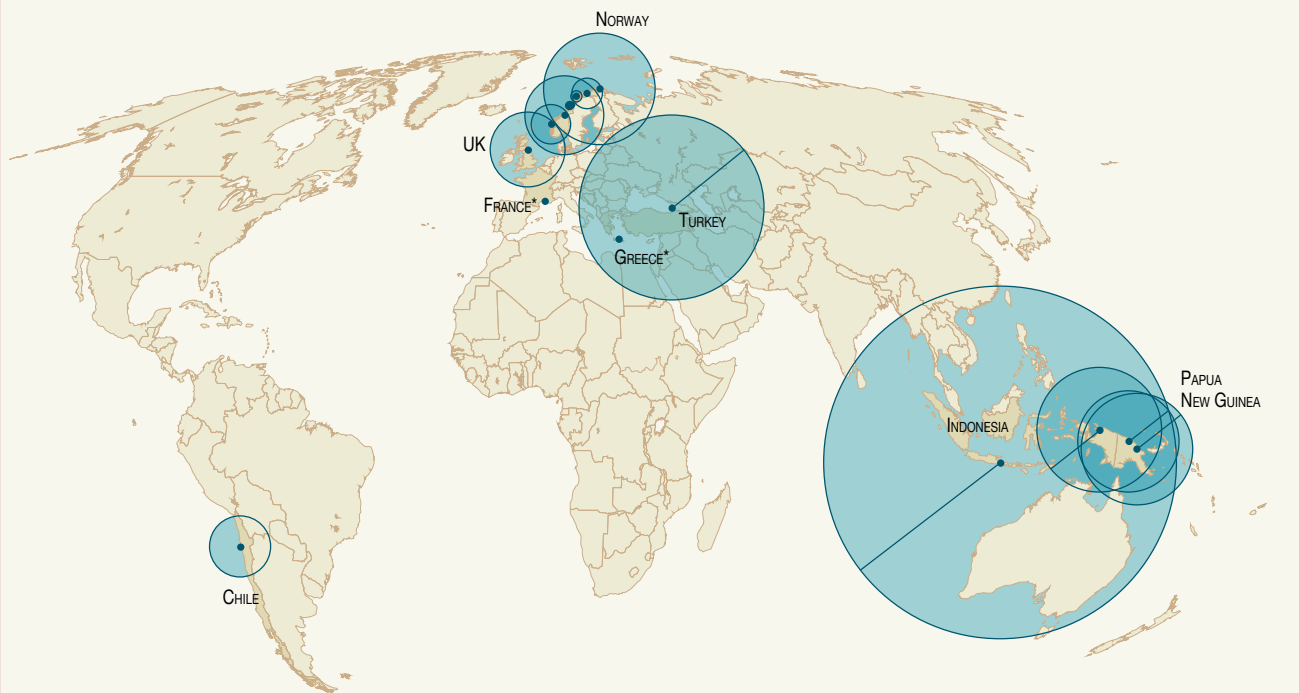 NORWAY
UK
FRANCE*
TURKEY
GREECE*
PAPUA
NEW GUINEA
INDONESIA
CHILE